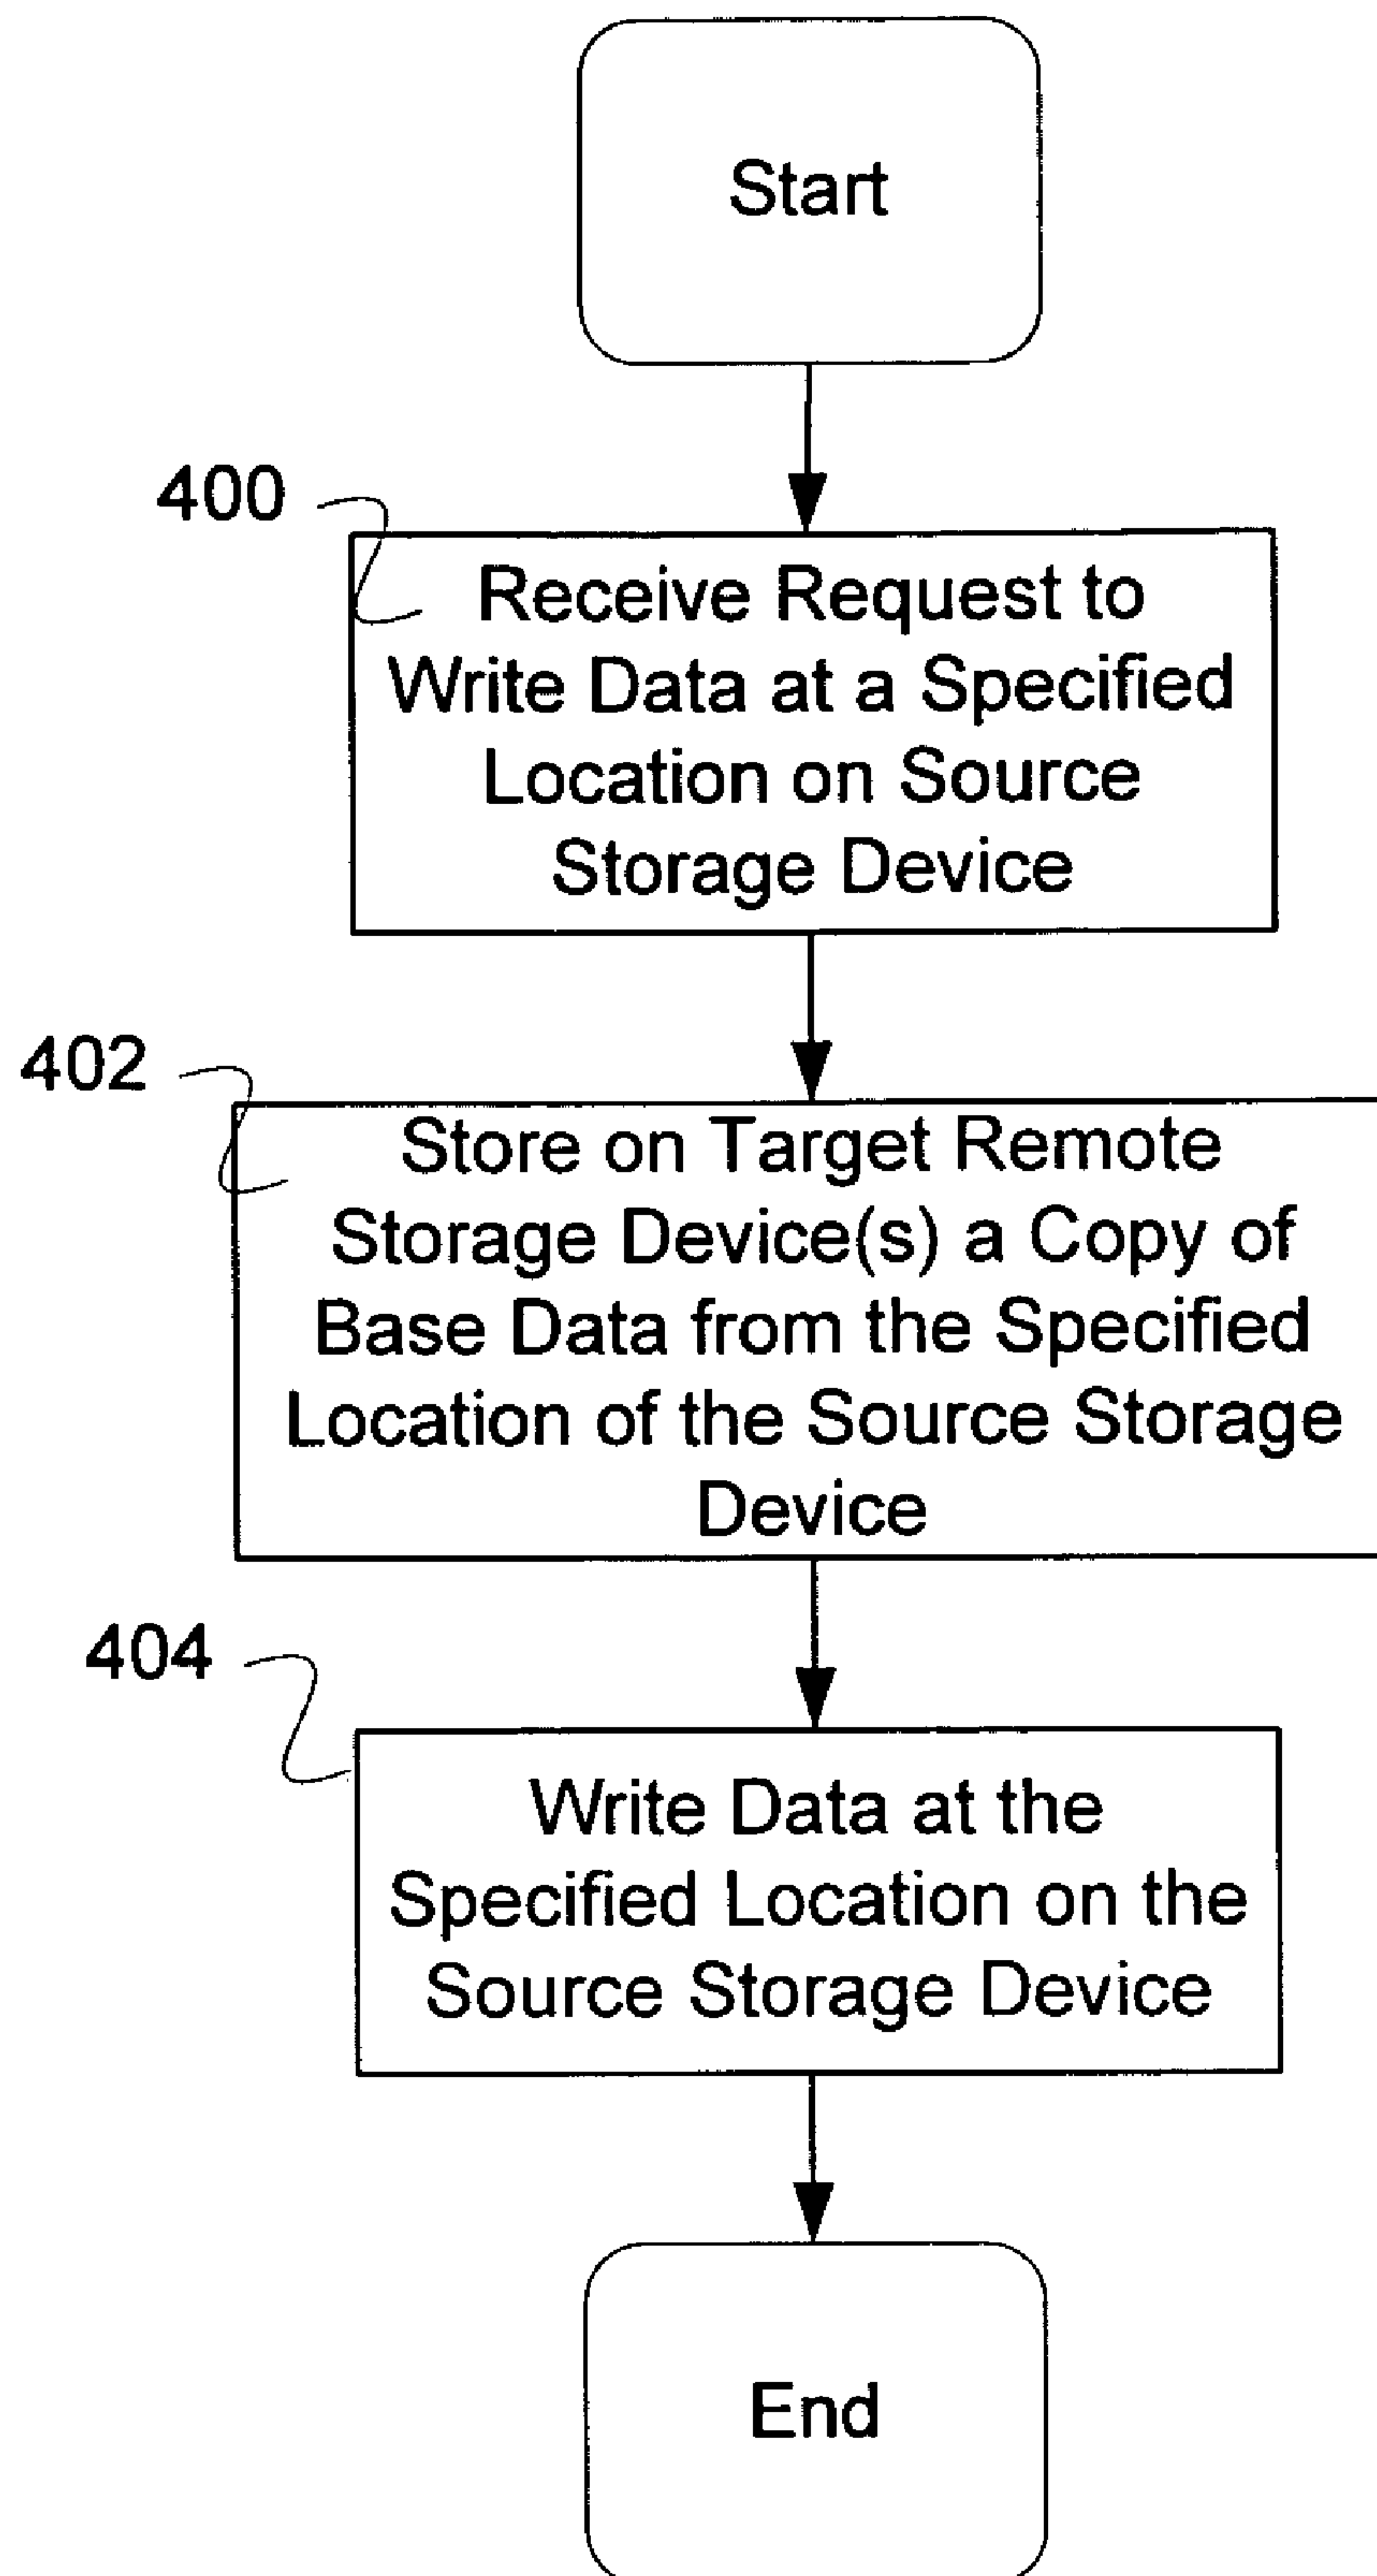 Start
400
Receive Request to
Write Data at a Specified
Location on Source
Storage Device
402
Store on Target Remote
Storage Device(s) a Copy of
Base Data from the Specified
Location of the Source Storage
Device
404
Write Data at the
Specified Location on the
Source Storage Device
End